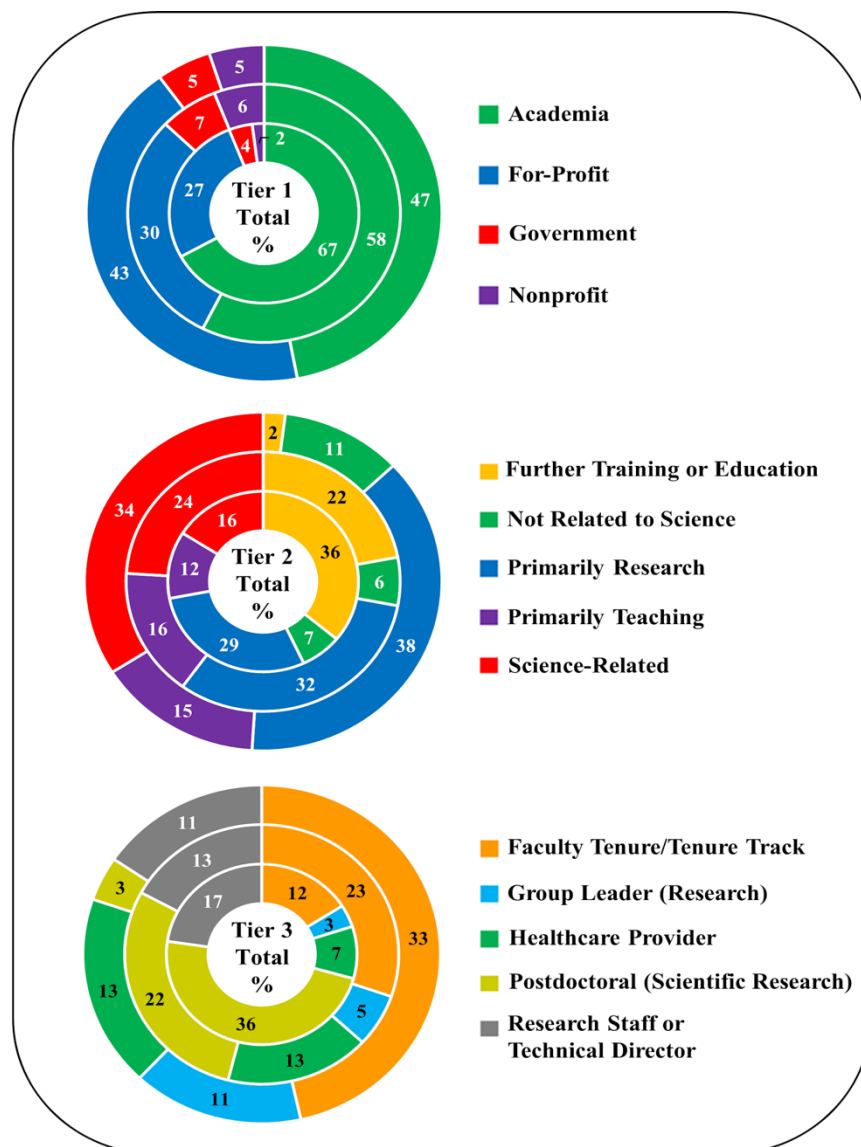 5
5
7
6
4
2
27
47
Tier 1
Total
%
30
58
67
43
Academia
For-Profit
Government
Nonprofit
2
11
22
34
24
16
36
Tier 2
Total
%
12
6
7
16
29
38
32
15
Further Training or Education
Not Related to Science
Primarily Research
Primarily Teaching
Science-Related
11
13
3
17
12
23
3
33
Tier 3
Total
%
7
22
5
13
36
13
11
Faculty Tenure/Tenure Track
Group Leader (Research)
Healthcare Provider
Postdoctoral (Scientific Research)
Research Staff or
Technical Director